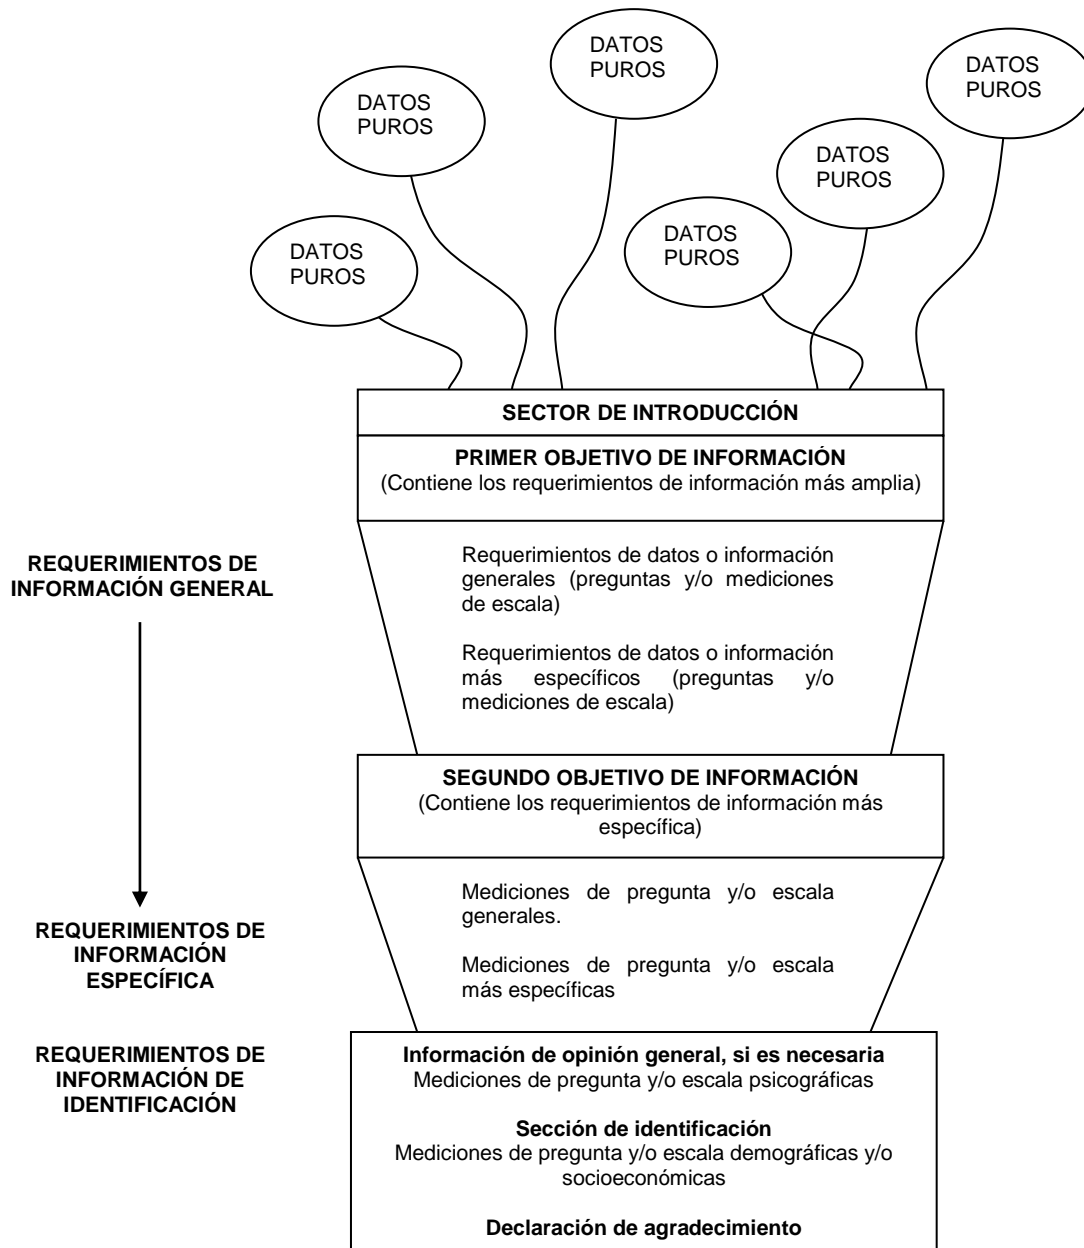 DATOS
PUROS
DATOS
PUROS
DATOS
PUROS
DATOS
PUROS
DATOS
PUROS
DATOS
PUROS
SECTOR DE INTRODUCCIÓN
PRIMER OBJETIVO DE INFORMACIÓN
(Contiene los requerimientos de información más amplia)
REQUERIMIENTOS DE
INFORMACIÓN GENERAL
Requerimientos de datos o información
generales (preguntas y/o mediciones
de escala)
Requerimientos de datos o información
más específicos (preguntas y/o
mediciones de escala)
SEGUNDO OBJETIVO DE INFORMACIÓN
(Contiene los requerimientos de información más
específica)
REQUERIMIENTOS DE
INFORMACIÓN
ESPECÍFICA
Mediciones de pregunta y/o escala
generales.
Mediciones de pregunta y/o escala
más específicas
REQUERIMIENTOS DE
INFORMACIÓN DE
IDENTIFICACIÓN
Información de opinión general, si es necesaria
Mediciones de pregunta y/o escala psicográficas
Sección de identificación
Mediciones de pregunta y/o escala demográficas y/o
socioeconómicas
Declaración de agradecimiento